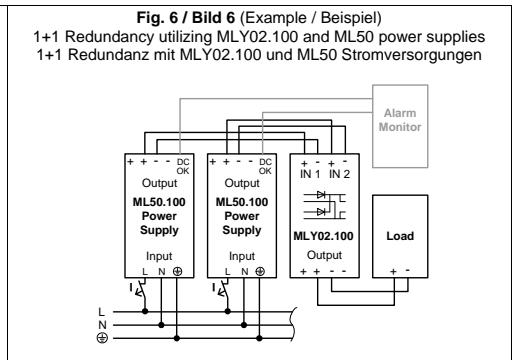 Fig. 6 / Bild 6 (Example / Beispiel)
1+1 Redundancy utilizing MLY02.100 and ML50 power supplies
1+1 Redundanz mit MLY02.100 und ML50 Stromversorgungen
Alarm
Monitor
+ + - - DC
OK
Output
ML50.100
Power
Supply
Input
L N ⏚
I
+ + - - DC
OK
Output
ML50.100
Power
Supply
Input
L N ⏚
I
+ - + -
IN 1 IN 2
MLY02.100
Output
+ + - -
Load
+ -
L
N
⏚